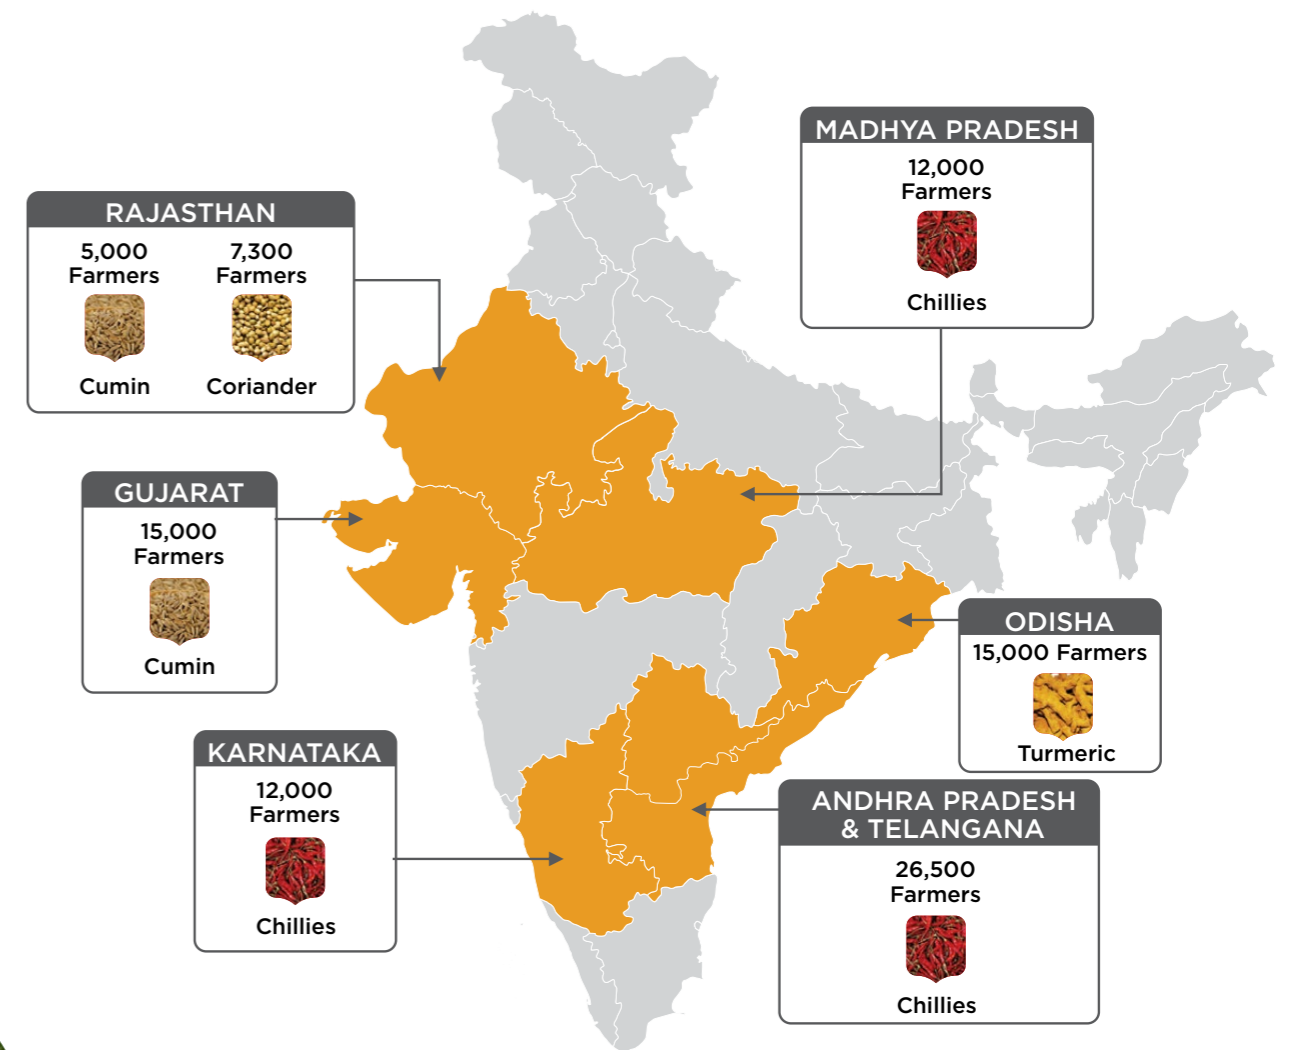 MADHYA PRADESH
12,000
Farmers
Chillies
RAJASTHAN
5,000
Farmers
Cumin
7,300
Farmers
Coriander
GUJARAT
15,000
Farmers
Cumin
ODISHA
15,000 Farmers
Turmeric
KARNATAKA
12,000
Farmers
Chillies
ANDHRA PRADESH
& TELANGANA
26,500
Farmers
Chillies